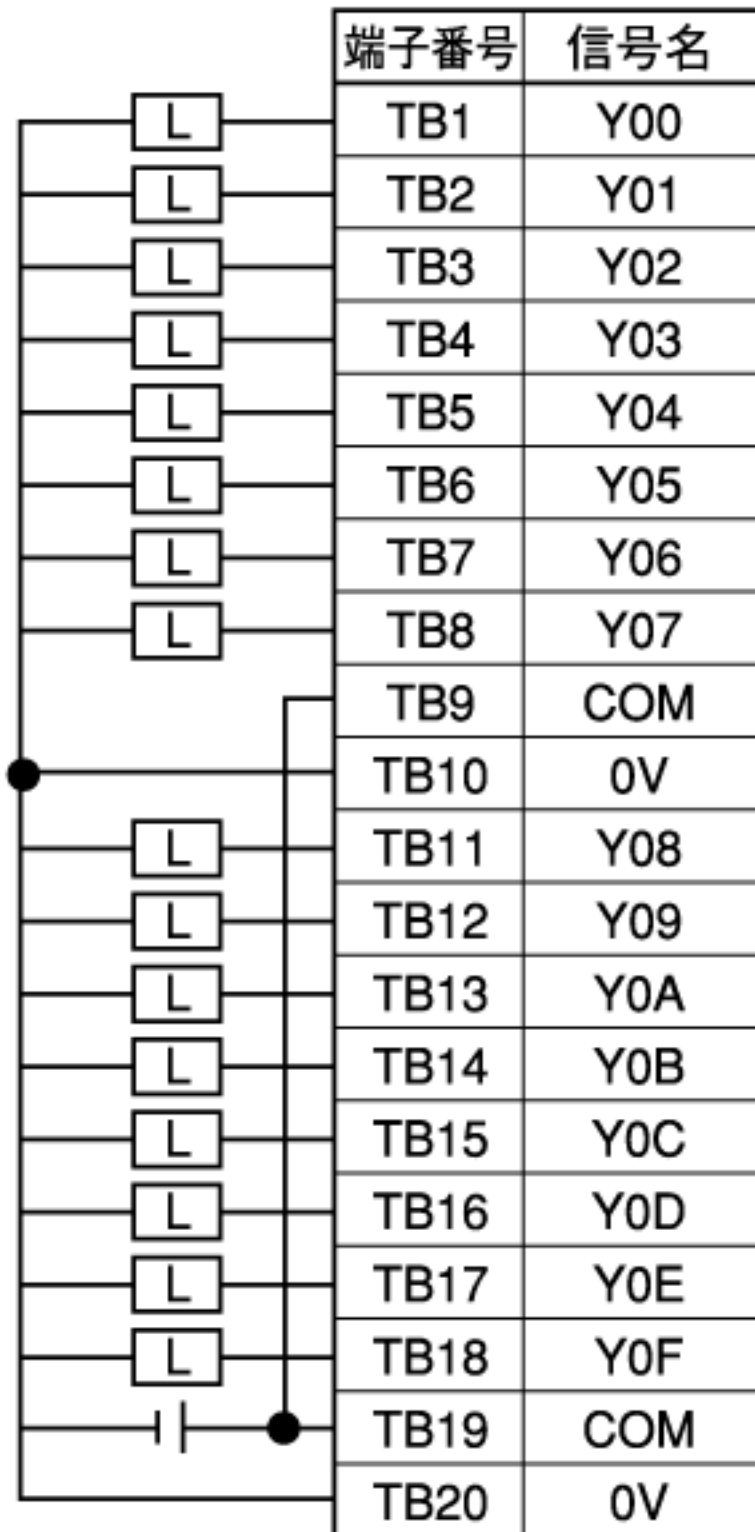 端子番号 信号名
L TB1 Y00
L TB2 Y01
L TB3 Y02
L TB4 Y03
L TB5 Y04
L TB6 Y05
L TB7 Y06
L TB8 Y07
TB9 COM
TB10 0V
L TB11 Y08
L TB12 Y09
L TB13 Y0A
L TB14 Y0B
L TB15 Y0C
L TB16 Y0D
L TB17 Y0E
L TB18 Y0F
TB19 COM
TB20 0V